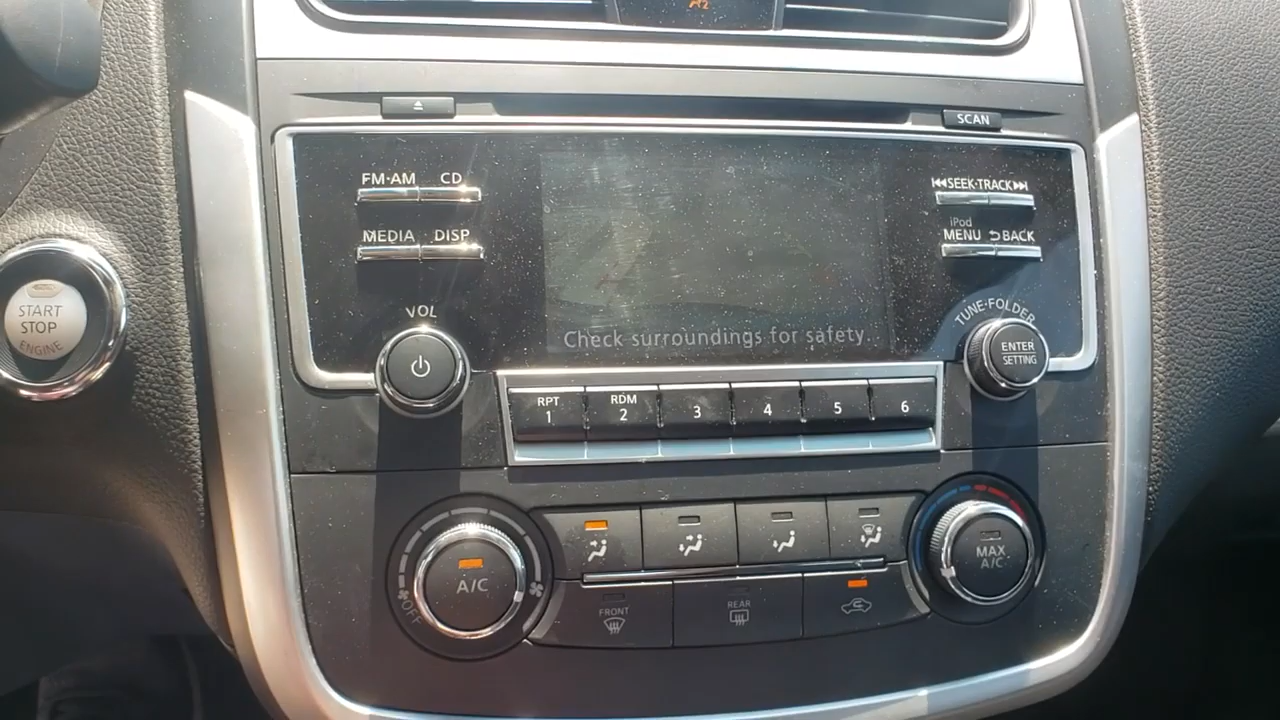 SCAN
FM·AM CD
SEEK·TRACK
MEDIA DISP
iPod
MENU BACK
VOL
TUNE·FOLDER
START
STOP
ENGINE
Check surroundings for safety.
ENTER
SETTING
RPT RDM
1 2 3 4 5 6
A/C
OFF
MAX
A/C
FRONT
REAR